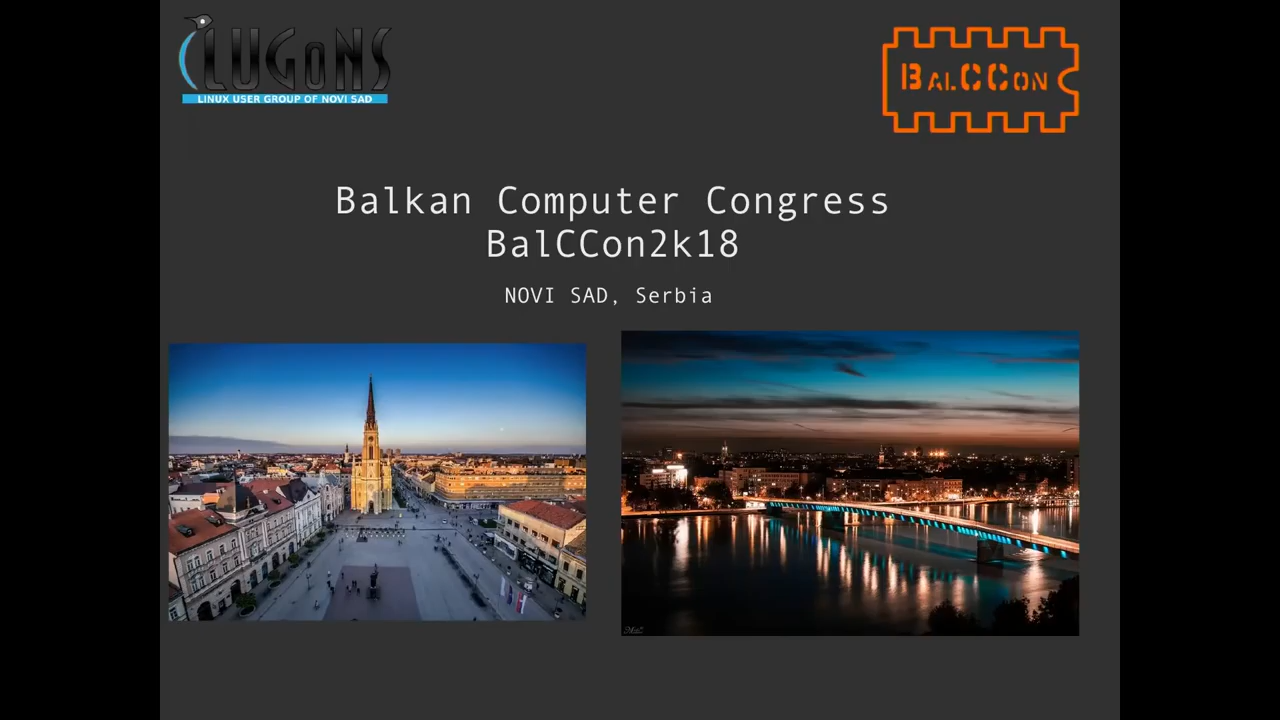 LUGoNS
LINUX USER GROUP OF NOVI SAD
BALCCON
Balkan Computer Congress
BalCCon2k18
NOVI SAD, Serbia